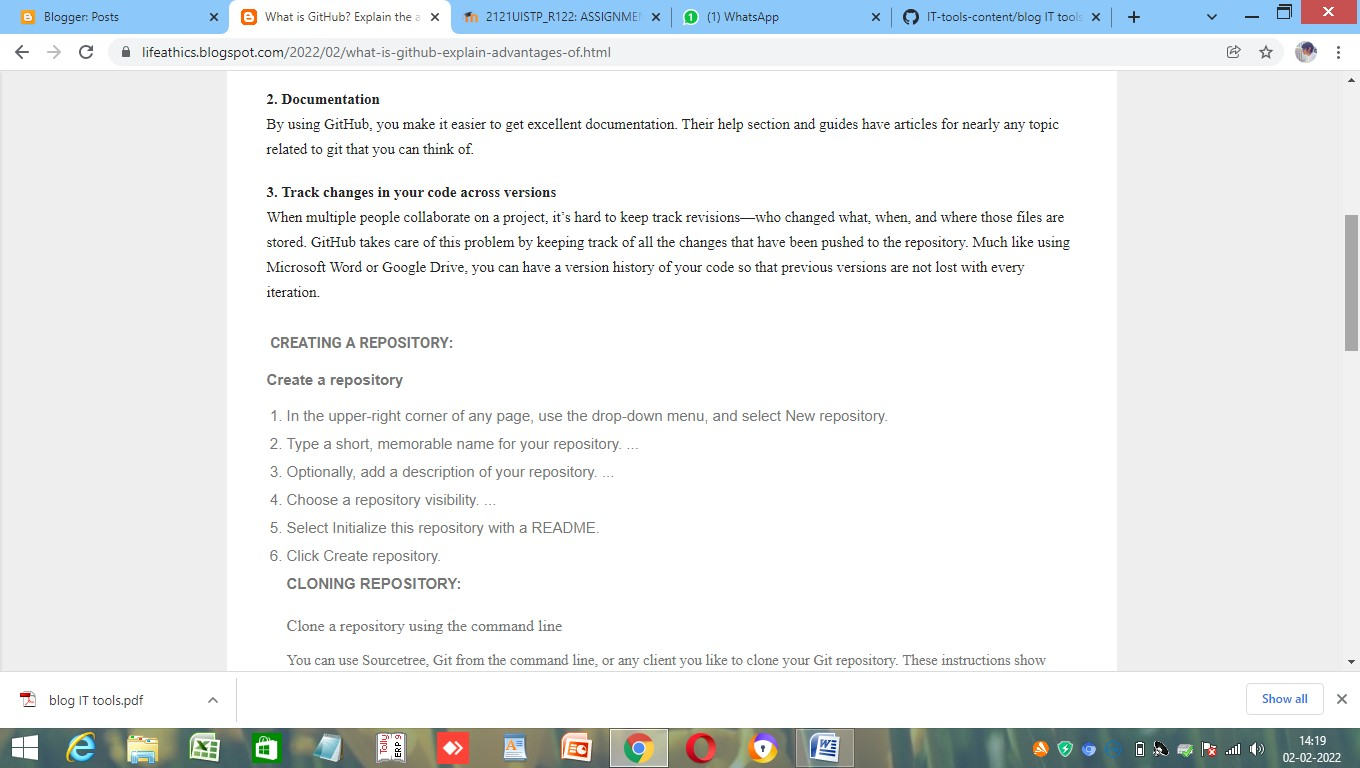 Blogger: Posts
What is GitHub? Explain the a
2121UISTP_R122: ASSIGNME
(1) WhatsApp
IT-tools-content/blog IT tools
lifeathics.blogspot.com/2022/02/what-is-github-explain-advantages-of.html
2. Documentation
By using GitHub, you make it easier to get excellent documentation. Their help section and guides have articles for nearly any topic
related to git that you can think of.
3. Track changes in your code across versions
When multiple people collaborate on a project, it’s hard to keep track revisions—who changed what, when, and where those files are
stored. GitHub takes care of this problem by keeping track of all the changes that have been pushed to the repository. Much like using
Microsoft Word or Google Drive, you can have a version history of your code so that previous versions are not lost with every
iteration.
CREATING A REPOSITORY:
Create a repository
1. In the upper-right corner of any page, use the drop-down menu, and select New repository.
2. Type a short, memorable name for your repository. ...
3. Optionally, add a description of your repository. ...
4. Choose a repository visibility. ...
5. Select Initialize this repository with a README.
6. Click Create repository.
CLONING REPOSITORY:
Clone a repository using the command line
You can use Sourcetree, Git from the command line, or any client you like to clone your Git repository. These instructions show
blog IT tools.pdf
Show all
Tally
ERP 9
14:19
02-02-2022